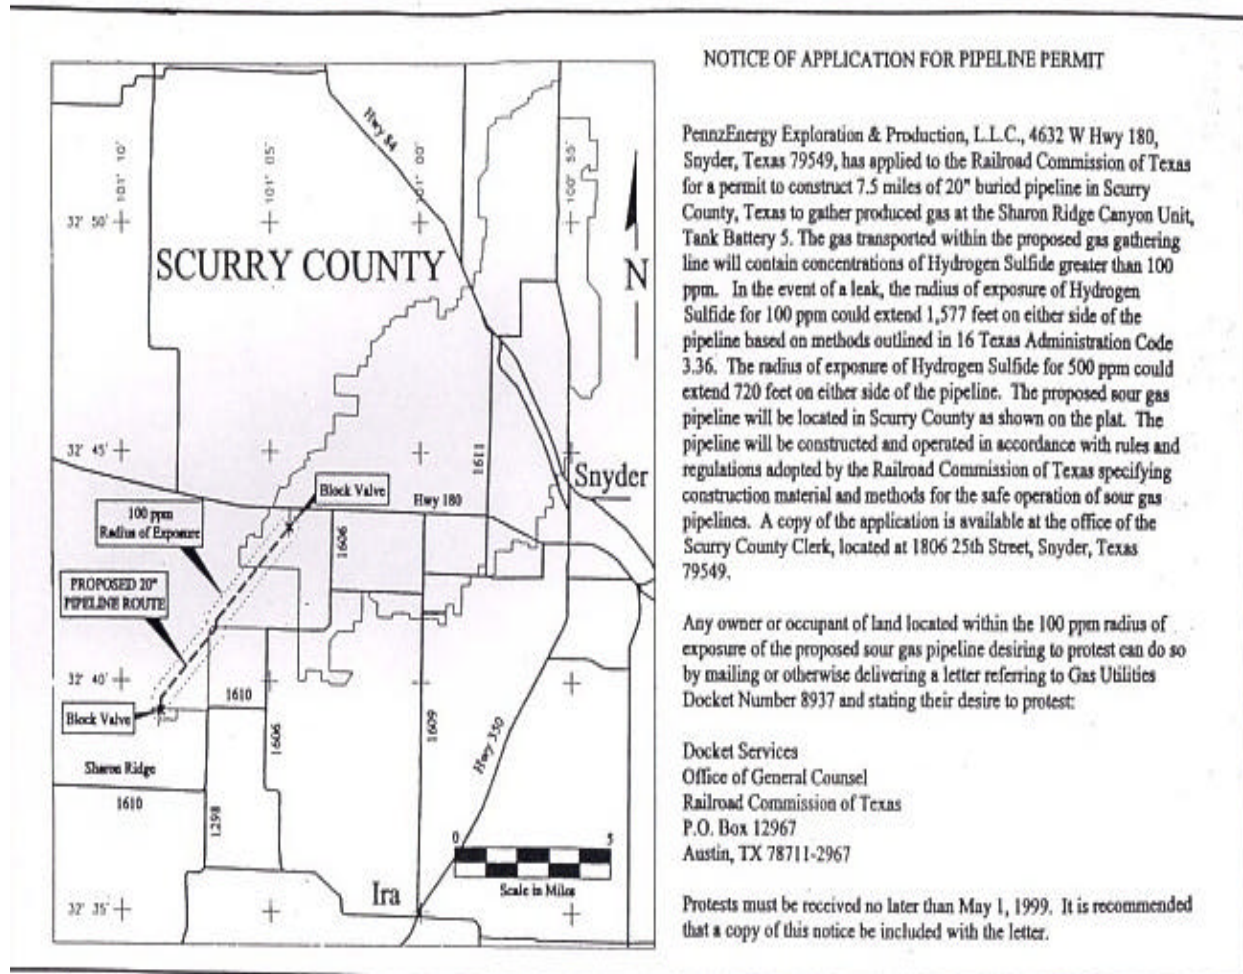 NOTICE OF APPLICATION FOR PIPELINE PERMIT
PennzEnergy Exploration & Production, L.L.C., 4632 W Hwy 180,
Snyder, Texas 79549, has applied to the Railroad Commission of Texas
for a permit to construct 7.5 miles of 20" buried pipeline in Scurry
County, Texas to gather produced gas at the Sharon Ridge Canyon Unit,
Tank Battery 5. The gas transported within the proposed gas gathering
line will contain concentrations of Hydrogen Sulfide greater than 100
ppm. In the event of a leak, the radius of exposure of Hydrogen
Sulfide for 100 ppm could extend 1,577 feet on either side of the
pipeline based on methods outlined in 16 Texas Administration Code
3.36. The radius of exposure of Hydrogen Sulfide for 500 ppm could
extend 720 feet on either side of the pipeline. The proposed sour gas
pipeline will be located in Scurry County as shown on the plat. The
pipeline will be constructed and operated in accordance with rules and
regulations adopted by the Railroad Commission of Texas specifying
construction material and methods for the safe operation of sour gas
pipelines. A copy of the application is available at the office of the
Scurry County Clerk, located at 1806 25th Street, Snyder, Texas
79549.
Any owner or occupant of land located within the 100 ppm radius of
exposure of the proposed sour gas pipeline desiring to protest can do so
by mailing or otherwise delivering a letter referring to Gas Utilities
Docket Number 8937 and stating their desire to protest:
Docket Services
Office of General Counsel
Railroad Commission of Texas
P.O. Box 12967
Austin, TX 78711-2967
Protests must be received no later than May 1, 1999. It is recommended
that a copy of this notice be included with the letter.
Hwy 84
101° 10'
101° 05'
101° 00'
100° 55'
32° 50'
SCURRY COUNTY
N
32° 45'
1611
Snyder
Block Valve
Hwy 180
100 ppm
Radius of Exposure
1606
PROPOSED 20"
PIPELINE ROUTE
32° 40'
1610
Block Valve
1606
1609
Hwy 350
Sharon Ridge
1610
1298
0
5
Scale in Miles
Ira
32° 35'